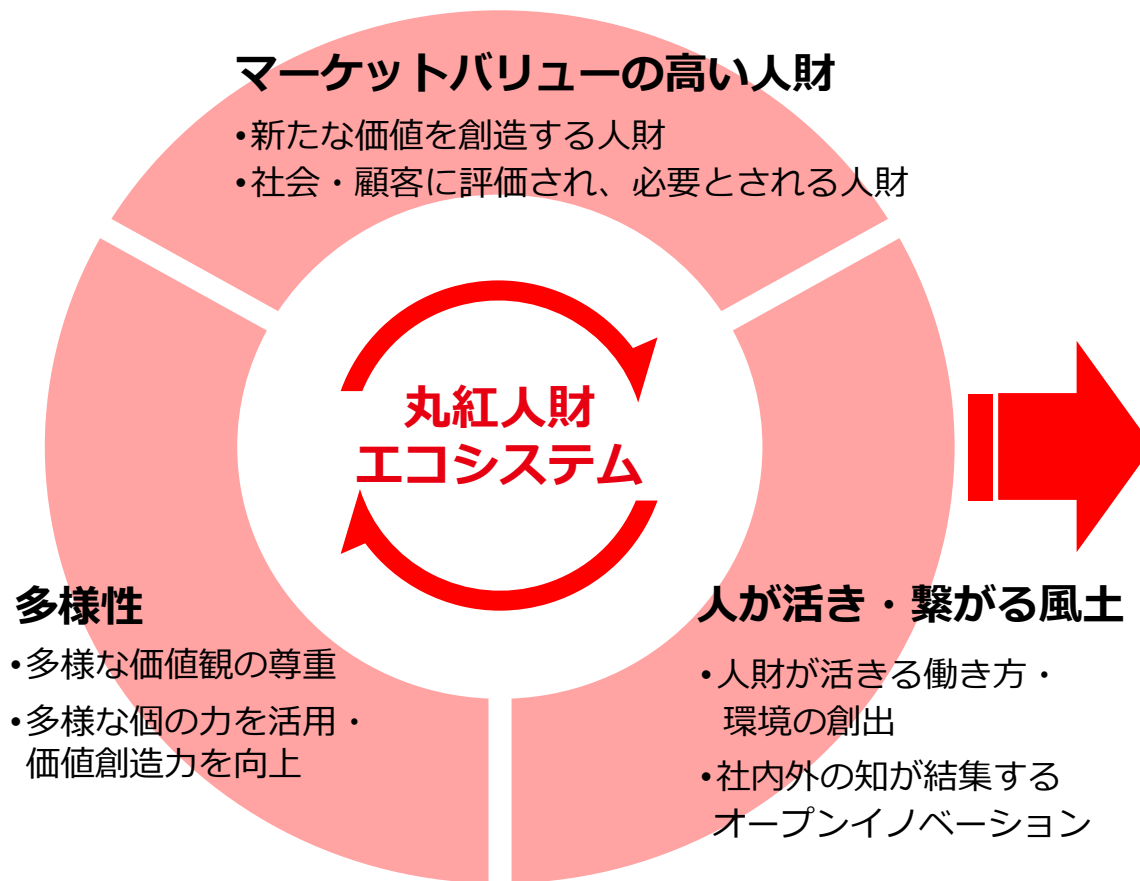 マーケットバリューの高い人財
•新たな価値を創造する人財
•社会・顧客に評価され、必要とされる人財
丸紅人財
エコシステム
多様性
•多様な価値観の尊重
•多様な個の力を活用・
価値創造力を向上
人が活き・繋がる風土
•人財が活きる働き方・
環境の創出
•社内外の知が結集する
オープンイノベーション